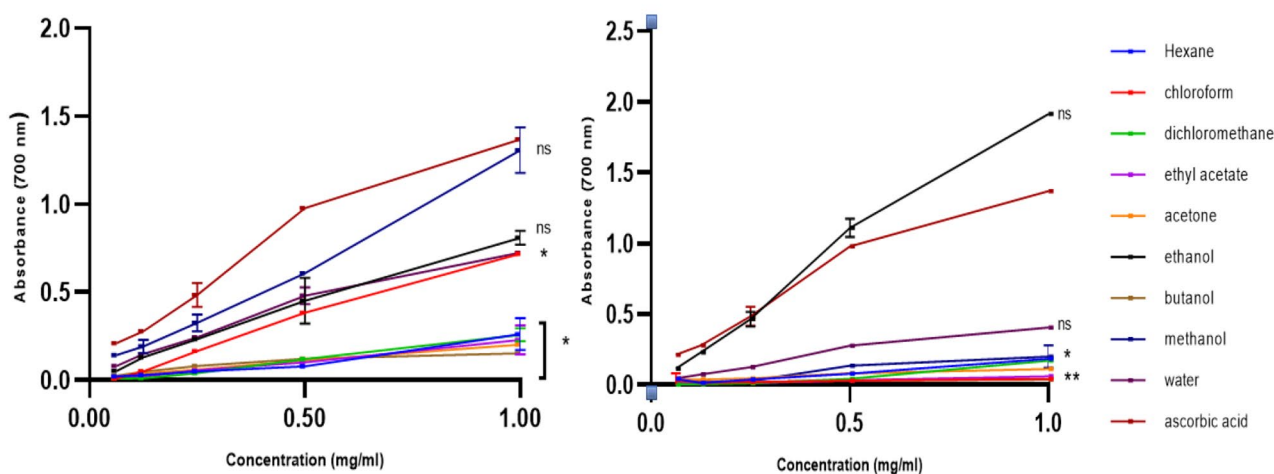 2.0
1.5
1.0
0.5
0.0
Absorbance (700 nm)
0.00
0.50
1.00
Concentration (mg/ml)
ns
ns
*
*
2.5
2.0
1.5
1.0
0.5
0.0
Absorbance (700 nm)
0.0
0.5
1.0
Concentration (mg/ml)
ns
ns
*
**
Hexane
chloroform
dichloromethane
ethyl acetate
acetone
ethanol
butanol
methanol
water
ascorbic acid